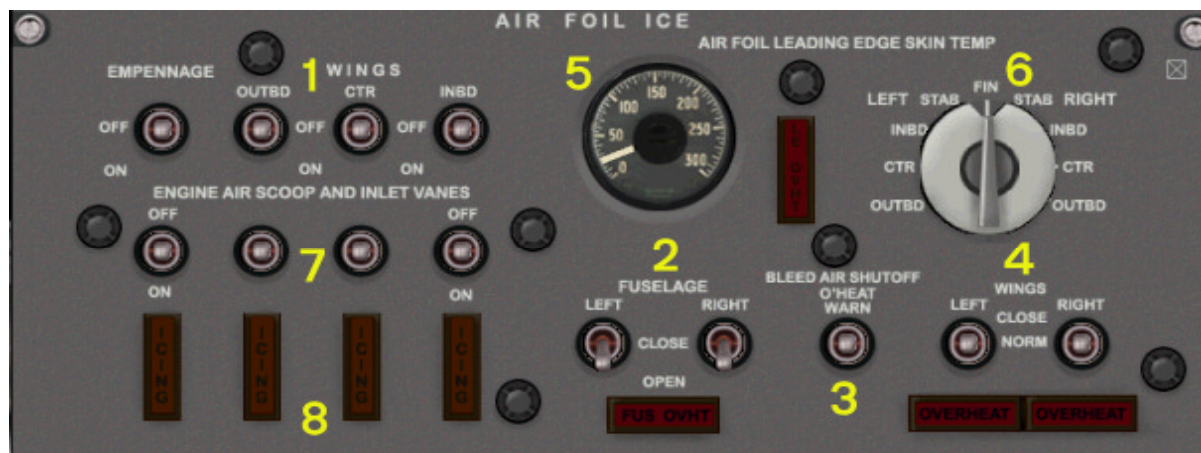 AIR FOIL ICE
AIR FOIL LEADING EDGE SKIN TEMP
EMPENNAGE
1 WINGS
OUTBD CTR INBD
OFF OFF OFF
ON ON ON
5
0 50 100 150 200 250 300
LE OVHT
6
LEFT STAB FIN STAB RIGHT
INBD INBD
CTR CTR
OUTBD OUTBD
ENGINE AIR SCOOP AND INLET VANES
OFF OFF
7
ON ON
ICING ICING ICING ICING
8
2
FUSELAGE
LEFT RIGHT
CLOSE
OPEN
FUS OVHT
BLEED AIR SHUTOFF
O'HEAT
WARN
3
4
WINGS
LEFT RIGHT
CLOSE
NORM
OVERHEAT OVERHEAT